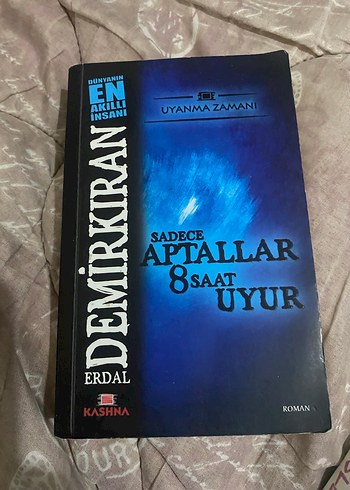 DÜNYANIN
EN
AKILLI
İNSANI
ERDAL DEMİRKIRAN
UYANMA ZAMANI
SADECE
APTALLAR
8 SAAT
UYUR
KASHNA
ROMAN